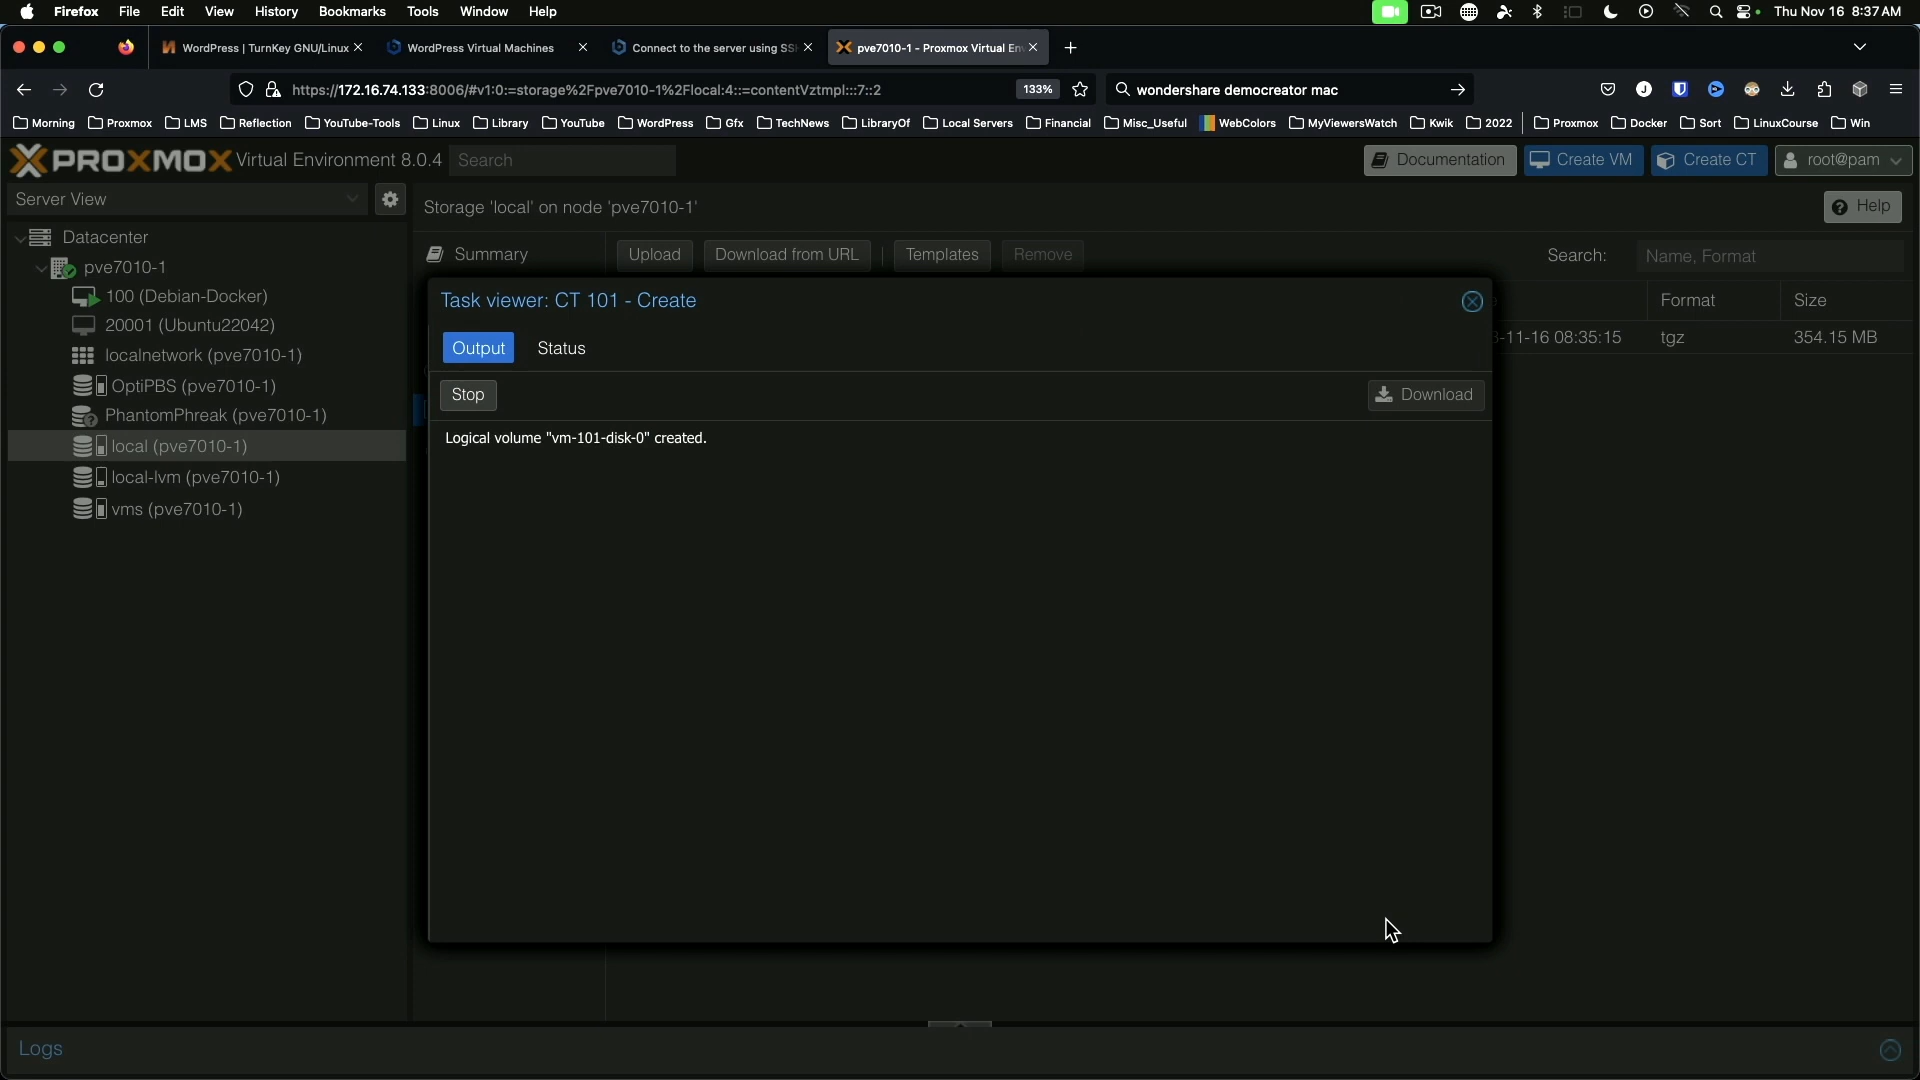 Firefox File Edit View History Bookmarks Tools Window Help Thu Nov 16 8:37 AM
WordPress | TurnKey GNU/Linux WordPress Virtual Machines Connect to the server using SSH pve7010-1 - Proxmox Virtual En
https://172.16.74.133:8006/#v1:0:=storage%2Fpve7010-1%2Flocal:4::=contentVztmpl:::7::2 133% wondershare democreator mac
Morning Proxmox LMS Reflection YouTube-Tools Linux Library YouTube WordPress Gfx TechNews LibraryOf Local Servers Financial Misc_Useful WebColors MyViewersWatch Kwik 2022 Proxmox Docker Sort LinuxCourse Win
PROXMOX Virtual Environment 8.0.4 Search Documentation Create VM Create CT root@pam
Server View
Storage 'local' on node 'pve7010-1' Help
Datacenter
pve7010-1
100 (Debian-Docker)
20001 (Ubuntu22042)
localnetwork (pve7010-1)
OptiPBS (pve7010-1)
PhantomPhreak (pve7010-1)
local (pve7010-1)
local-lvm (pve7010-1)
vms (pve7010-1)
Summary Upload Download from URL Templates Remove Search: Name, Format
Format Size
-11-16 08:35:15 tgz 354.15 MB
Task viewer: CT 101 - Create
Output Status
Stop Download
Logical volume "vm-101-disk-0" created.
Logs